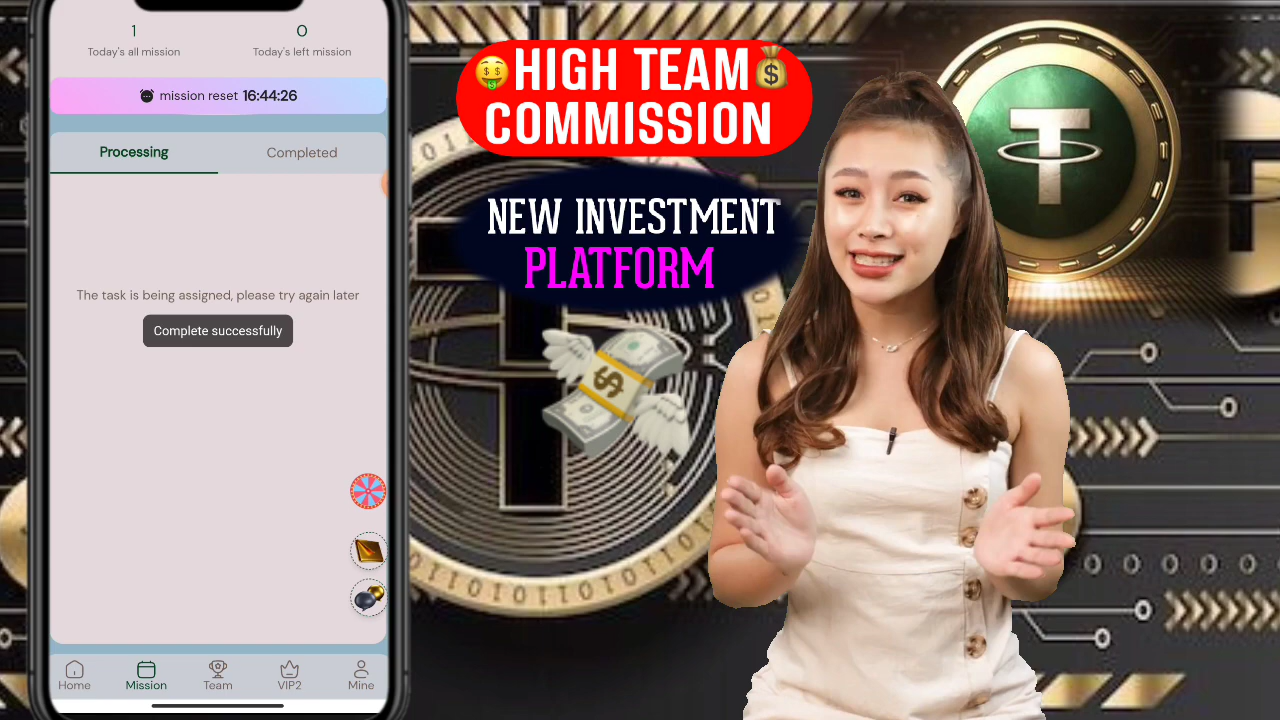 1
0
Today's all mission
Today's left mission
mission reset 16:44:26
Processing
Completed
The task is being assigned, please try again later
Complete successfully
Home
Mission
Team
VIP2
Mine
🤑HIGH TEAM💰
COMMISSION
NEW INVESTMENT
PLATFORM